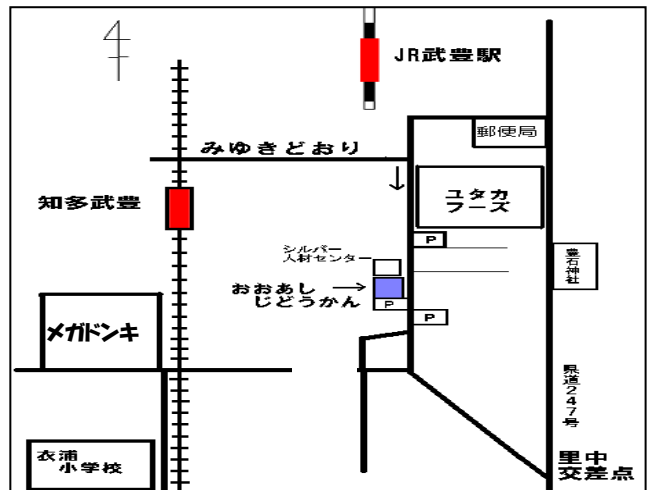 JR武豊駅
郵便局
みゆきどおり
知多武豊
ユタカ
フーズ
P
シルバー
人材センター
豊石神社
おおあし
じどうかん
P
P
メガドンキ
県道247号
衣浦
小学校
里中
交差点